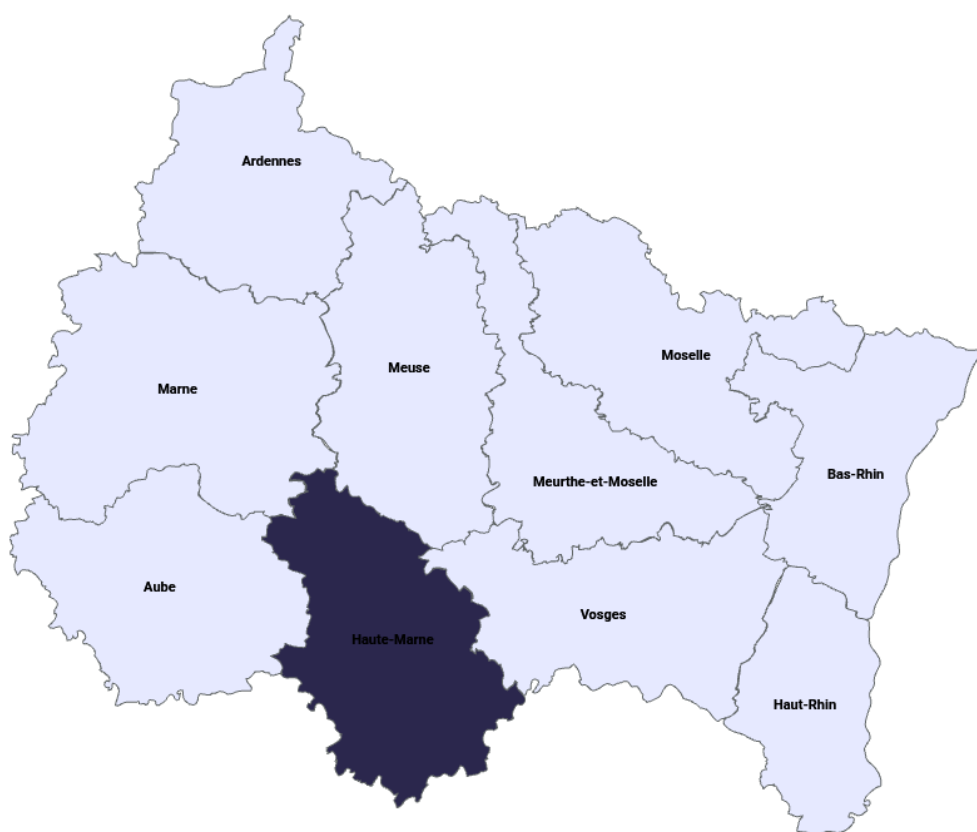 Ardennes
Meuse
Moselle
Marne
Bas-Rhin
Meurthe-et-Moselle
Aube
Vosges
Haute-Marne
Haut-Rhin